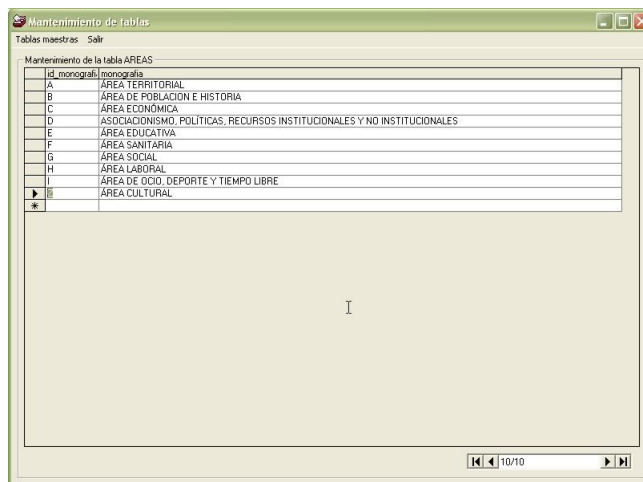 Mantenimiento de tablas
Tablas maestras Salir
Mantenimiento de la tabla AREAS
id_monografi monografia
A ÁREA TERRITORIAL
B ÁREA DE POBLACION E HISTORIA
C ÁREA ECONÓMICA
D ASOCIACIONISMO, POLÍTICAS, RECURSOS INSTITUCIONALES Y NO INSTITUCIONALES
E ÁREA EDUCATIVA
F ÁREA SANITARIA
G ÁREA SOCIAL
H ÁREA LABORAL
I ÁREA DE OCIO, DEPORTE Y TIEMPO LIBRE
ÁREA CULTURAL
10/10